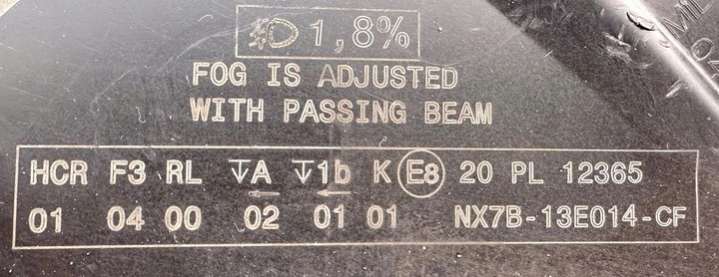 1,8%
FOG IS ADJUSTED
WITH PASSING BEAM
HCR F3 RL A 1b K E8 20 PL 12365
01 04 00 02 01 01 NX7B-13E014-CF